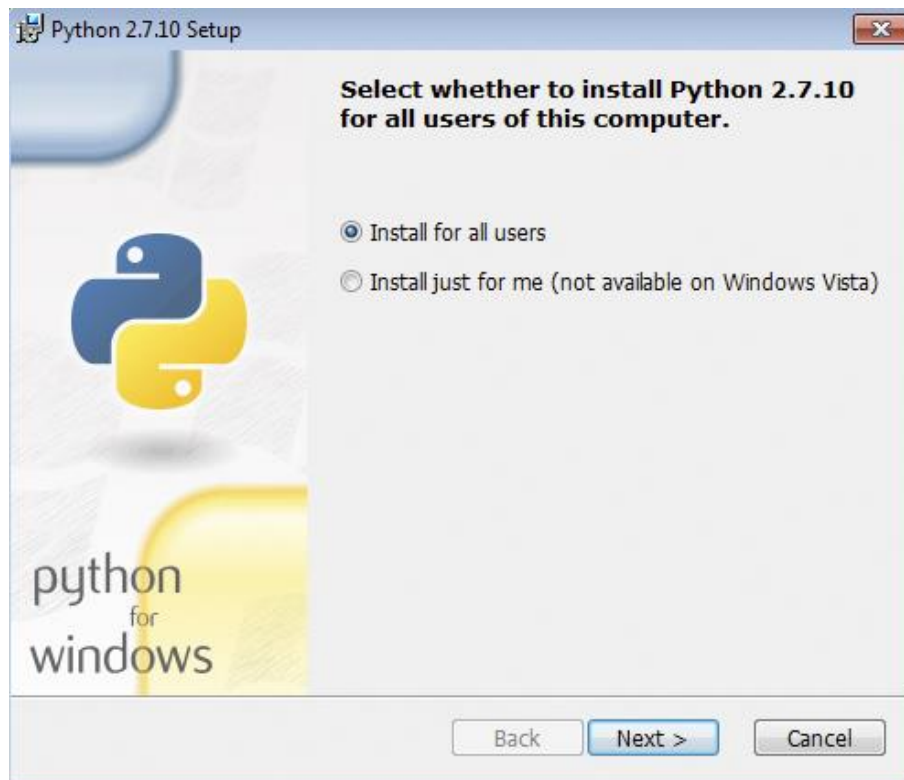 Python 2.7.10 Setup
Select whether to install Python 2.7.10
for all users of this computer.
Install for all users
Install just for me (not available on Windows Vista)
python
for
windows
Back
Next >
Cancel